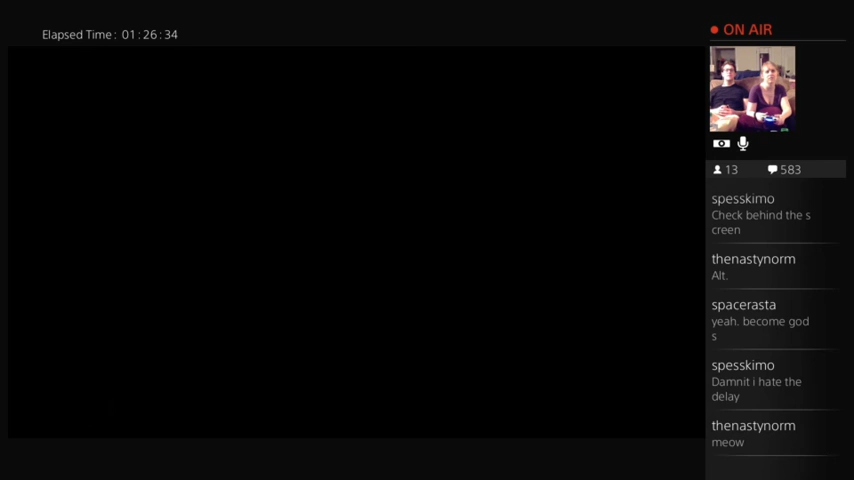 Elapsed Time: 01:26:34
ON AIR
13 583
spesskimo
Check behind the s
creen
thenastynorm
Alt.
spacerasta
yeah. become god
s
spesskimo
Damnit i hate the
delay
thenastynorm
meow